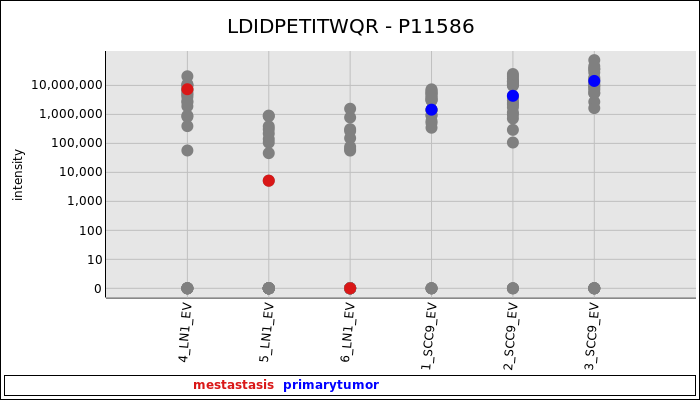 LDIDPETITWQR - P11586
10,000,000
1,000,000
100,000
10,000
1,000
100
10
0
intensity
4_LN1_EV
5_LN1_EV
6_LN1_EV
1_SCC9_EV
2_SCC9_EV
3_SCC9_EV
mestastasis primarytumor